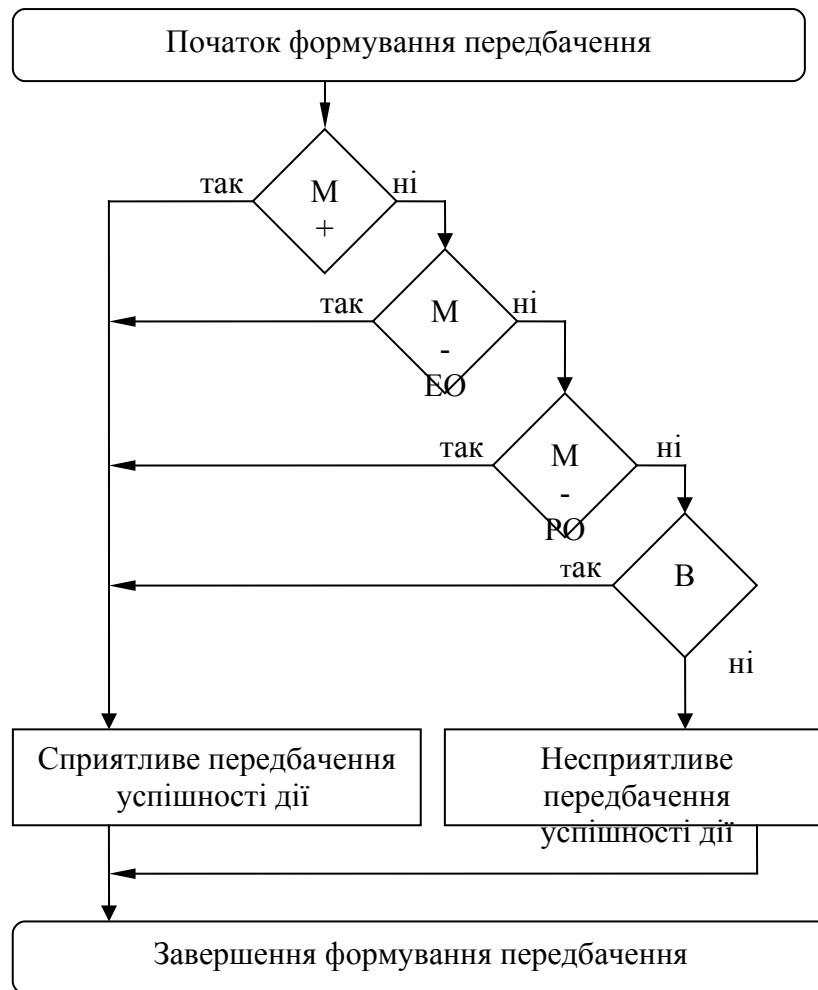 Початок формування передбачення
так
М
+
ні
так
М
-
ЕО
ні
так
М
-
РО
ні
так
В
ні
Сприятливе передбачення
успішності дії
Несприятливе
передбачення
успішності дії
Завершення формування передбачення